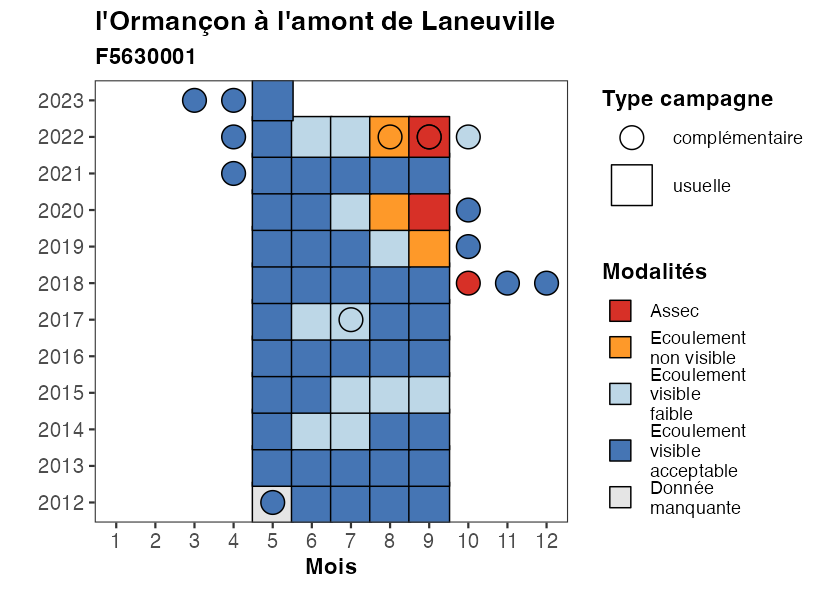 l'Ormançon à l'amont de Laneuville
F5630001
2023
2022
2021
2020
2019
2018
2017
2016
2015
2014
2013
2012
1 2 3 4 5 6 7 8 9 10 11 12
Mois
Type campagne
complémentaire
usuelle
Modalités
Assec
Ecoulement
non visible
Ecoulement
visible
faible
Ecoulement
visible
acceptable
Donnée
manquante